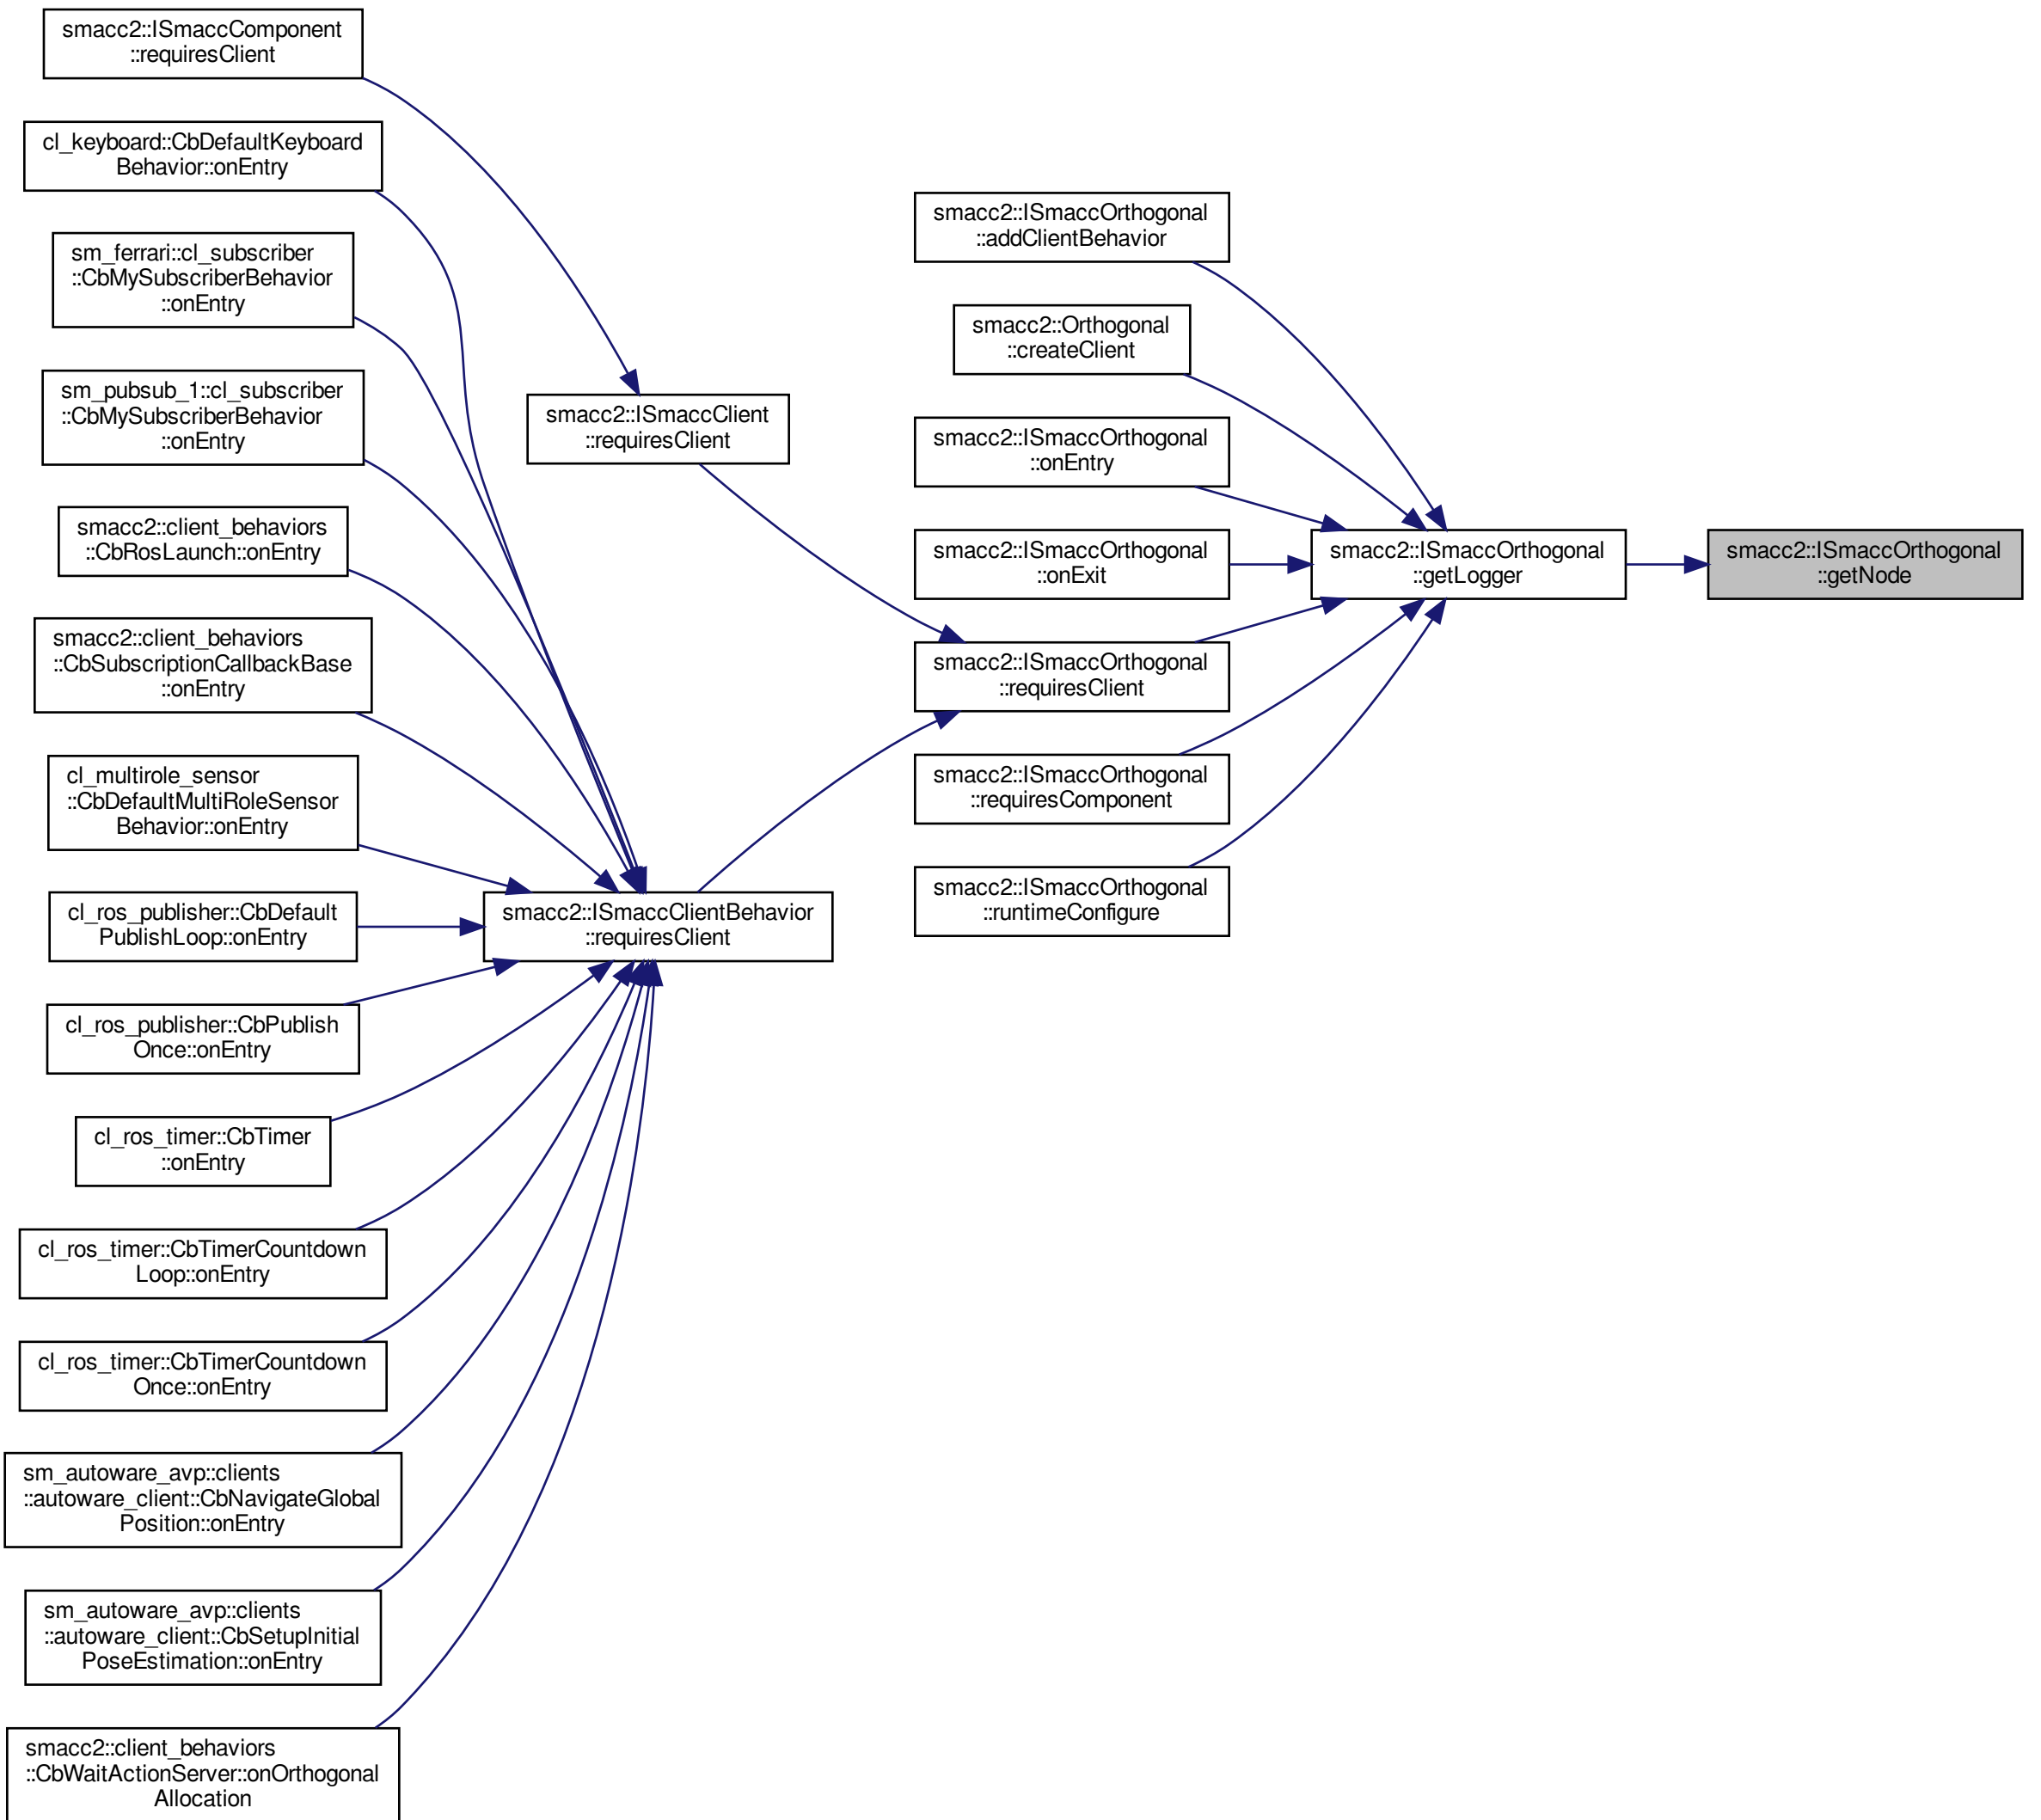 smacc2::ISmaccComponent
::requiresClient
cl_keyboard::CbDefaultKeyboard
Behavior::onEntry
sm_ferrari::cl_subscriber
::CbMySubscriberBehavior
::onEntry
sm_pubsub_1::cl_subscriber
::CbMySubscriberBehavior
::onEntry
smacc2::client_behaviors
::CbRosLaunch::onEntry
smacc2::client_behaviors
::CbSubscriptionCallbackBase
::onEntry
cl_multirole_sensor
::CbDefaultMultiRoleSensor
Behavior::onEntry
cl_ros_publisher::CbDefault
PublishLoop::onEntry
cl_ros_publisher::CbPublish
Once::onEntry
cl_ros_timer::CbTimer
::onEntry
cl_ros_timer::CbTimerCountdown
Loop::onEntry
cl_ros_timer::CbTimerCountdown
Once::onEntry
sm_autoware_avp::clients
::autoware_client::CbNavigateGlobal
Position::onEntry
sm_autoware_avp::clients
::autoware_client::CbSetupInitial
PoseEstimation::onEntry
smacc2::client_behaviors
::CbWaitActionServer::onOrthogonal
Allocation
smacc2::ISmaccClient
::requiresClient
smacc2::ISmaccClientBehavior
::requiresClient
smacc2::ISmaccOrthogonal
::addClientBehavior
smacc2::Orthogonal
::createClient
smacc2::ISmaccOrthogonal
::onEntry
smacc2::ISmaccOrthogonal
::onExit
smacc2::ISmaccOrthogonal
::requiresClient
smacc2::ISmaccOrthogonal
::requiresComponent
smacc2::ISmaccOrthogonal
::runtimeConfigure
smacc2::ISmaccOrthogonal
::getLogger
smacc2::ISmaccOrthogonal
::getNode